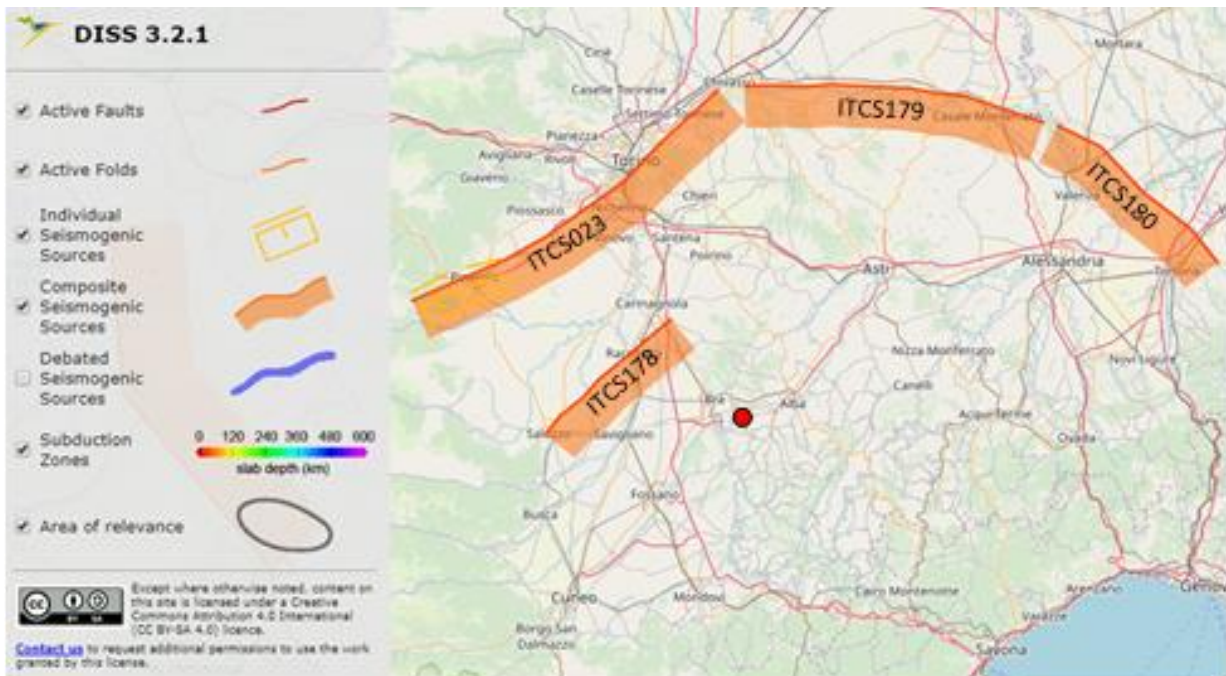 DISS 3.2.1
Active Faults
Active Folds
Individual
Seismogenic
Sources
Composite
Seismogenic
Sources
Debated
Seismogenic
Sources
Subduction
Zones
0 120 240 360 480 600
slab depth (km)
Area of relevance
CC BY SA
Except where otherwise noted, content on
this site is licensed under a Creative
Commons Attribution 4.0 International
(CC BY-SA 4.0) licence.
Contact us to request additional permissions to use the work
granted by this license.
Ciriè
Mortara
Chivasso
Caselle Torinese
ITCS179
Casale Monferrato
Pianezza
Avigliana
Rivoli
Torino
Giaveno
Chieri
Valenza
ITCS180
Piossasco
ITCS023
Santena
Poirino
Asti
Alessandria
Tortona
Carmagnola
ITCS178
Nizza Monferrato
Novi Ligure
Canelli
Bra
Alba
Acqui Terme
Savigliano
Ovada
Fossano
Busca
Cuneo
Mondovì
Cairo Montenotte
Arenzano
Varazze
Borgo San
Dalmazzo
Savona